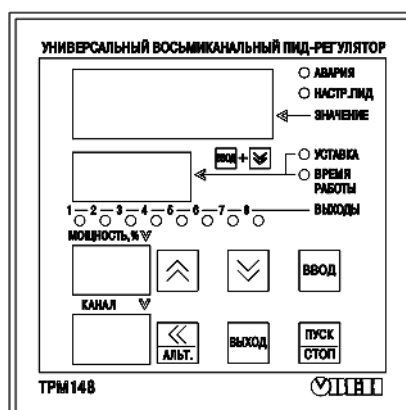 УНИВЕРСАЛЬНЫЙ ВОСЬМИКАНАЛЬНЫЙ ПИД-РЕГУЛЯТОР
АВАРИЯ
НАСТР.ПИД
ЗНАЧЕНИЕ
ВВОД +
УСТАВКА
ВРЕМЯ
РАБОТЫ
1 2 3 4 5 6 7 8 ВЫХОДЫ
МОЩНОСТЬ,%
ВВОД
КАНАЛ
АЛЬТ.
ВЫХОД
ПУСК
СТОП
ТРМ148
ОВЕН